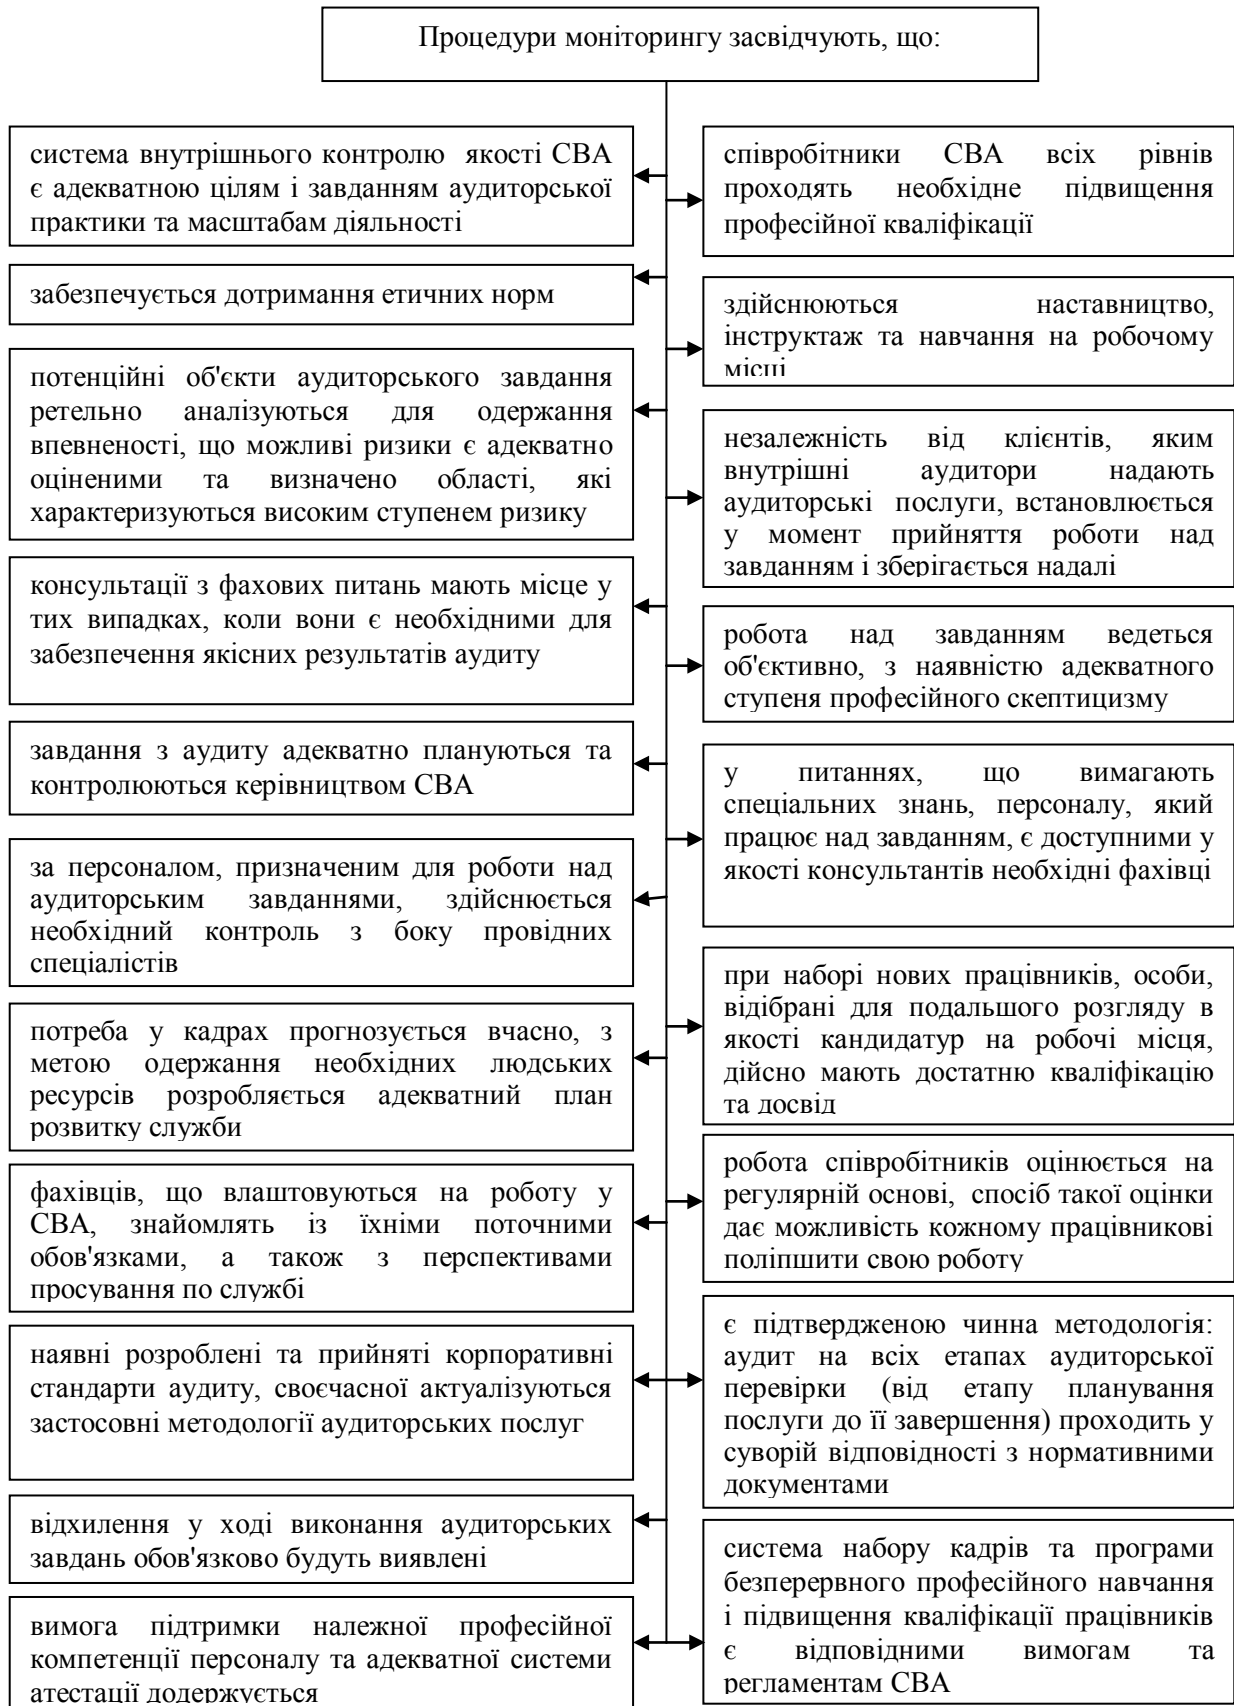 Процедури моніторингу засвідчують, що:
система внутрішнього контролю якості СВА
є адекватною цілям і завданням аудиторської
практики та масштабам діяльності
забезпечується дотримання етичних норм
потенційні об'єкти аудиторського завдання
ретельно аналізуються для одержання
впевненості, що можливі ризики є адекватно
оціненими та визначено області, які
характеризуються високим ступенем ризику
консультації з фахових питань мають місце у
тих випадках, коли вони є необхідними для
забезпечення якісних результатів аудиту
завдання з аудиту адекватно плануються та
контролюються керівництвом СВА
за персоналом, призначеним для роботи над
аудиторським завданнями, здійснюється
необхідний контроль з боку провідних
спеціалістів
потреба у кадрах прогнозується вчасно, з
метою одержання необхідних людських
ресурсів розробляється адекватний план
розвитку служби
фахівців, що влаштовуються на роботу у
СВА, знайомлять із їхніми поточними
обов'язками, а також з перспективами
просування по службі
наявні розроблені та прийняті корпоративні
стандарти аудиту, своєчасної актуалізуються
застосовні методології аудиторських послуг
відхилення у ході виконання аудиторських
завдань обов'язково будуть виявлені
вимога підтримки належної професійної
компетенції персоналу та адекватної системи
атестації додержується
співробітники СВА всіх рівнів
проходять необхідне підвищення
професійної кваліфікації
здійснюються наставництво,
інструктаж та навчання на робочому
місці
незалежність від клієнтів, яким
внутрішні аудитори надають
аудиторські послуги, встановлюється
у момент прийняття роботи над
завданням і зберігається надалі
робота над завданням ведеться
об'єктивно, з наявністю адекватного
ступеня професійного скептицизму
у питаннях, що вимагають
спеціальних знань, персоналу, який
працює над завданням, є доступними у
якості консультантів необхідні фахівці
при наборі нових працівників, особи,
відібрані для подальшого розгляду в
якості кандидатур на робочі місця,
дійсно мають достатню кваліфікацію
та досвід
робота співробітників оцінюється на
регулярній основі, спосіб такої оцінки
дає можливість кожному працівникові
поліпшити свою роботу
є підтвердженою чинна методологія:
аудит на всіх етапах аудиторської
перевірки (від етапу планування
послуги до її завершення) проходить у
суворій відповідності з нормативними
документами
система набору кадрів та програми
безперервного професійного навчання
і підвищення кваліфікації працівників
є відповідними вимогам та
регламентам СВА